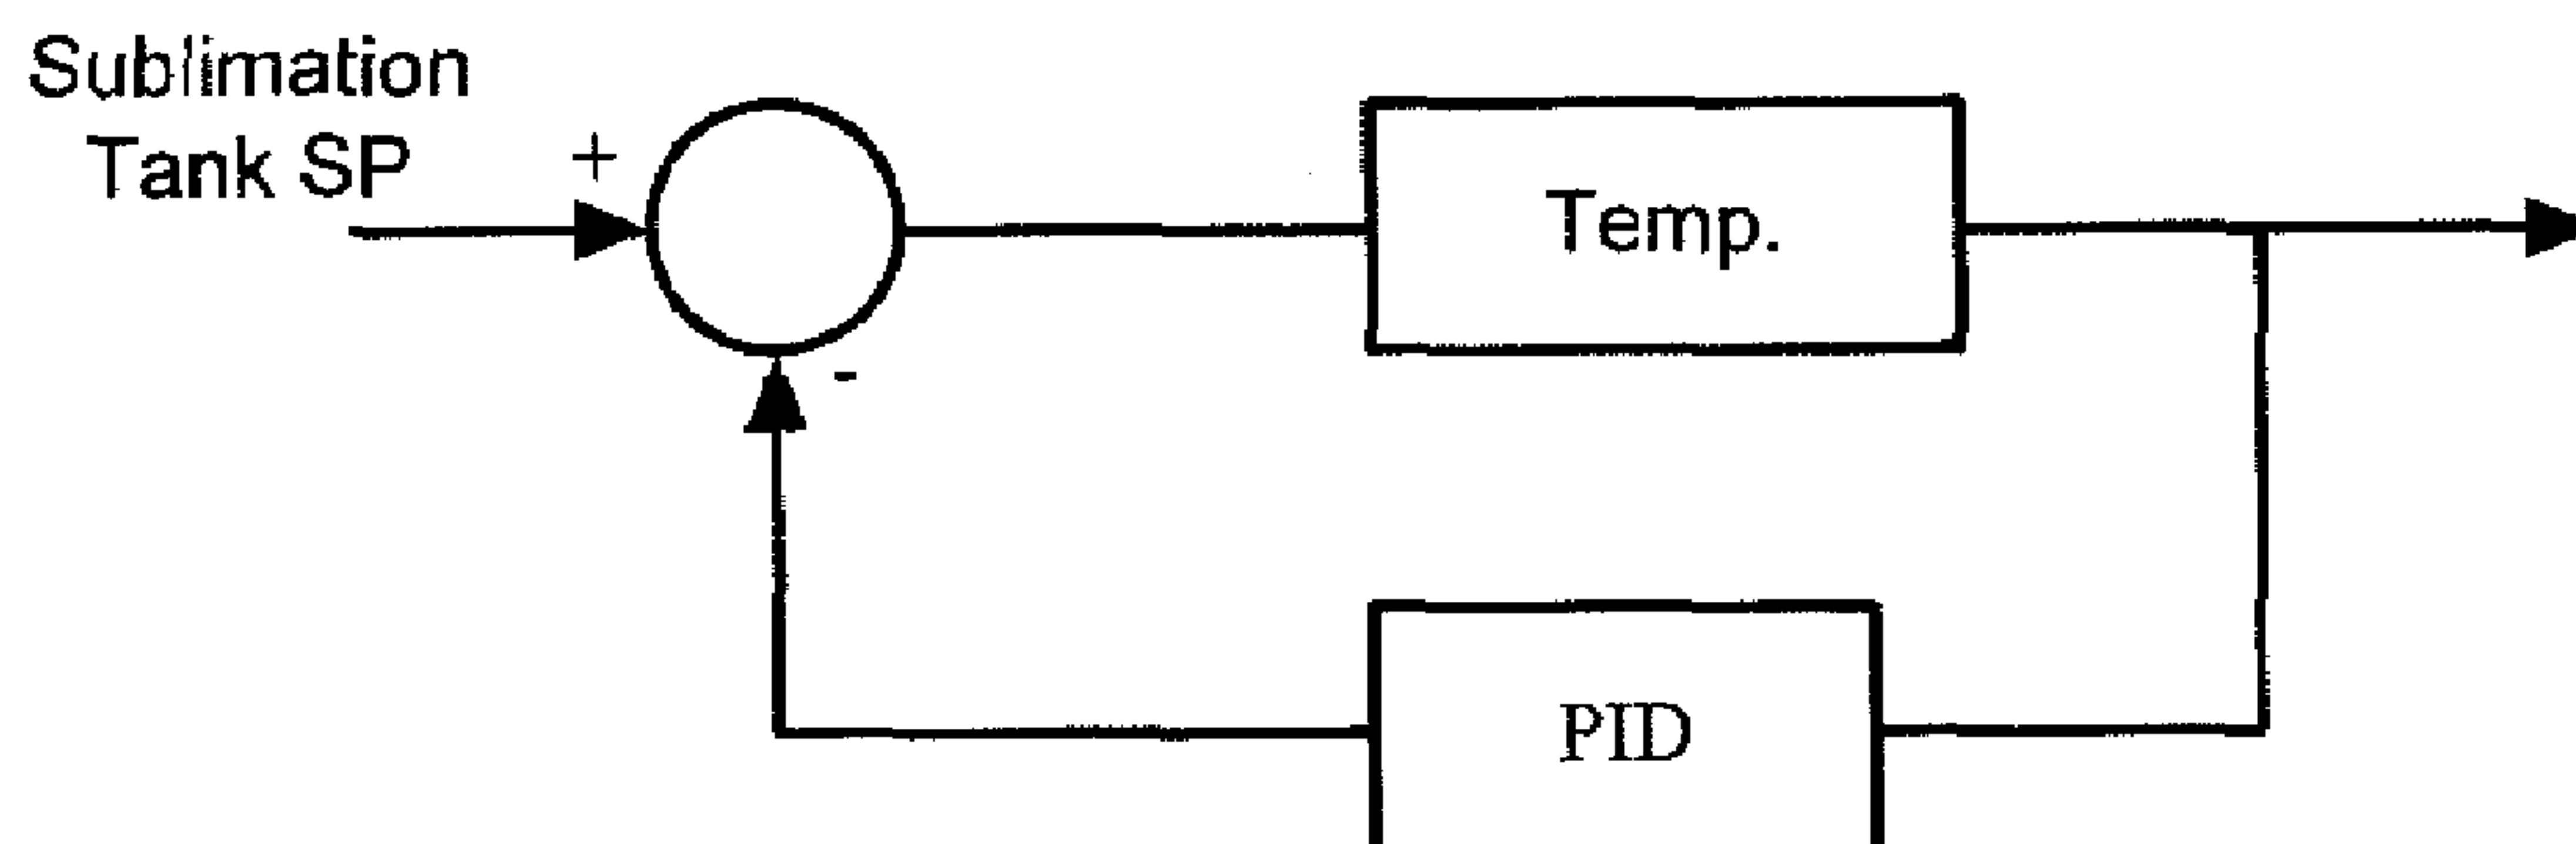 Sublimation
Tank SP
+
Temp.
-
PID